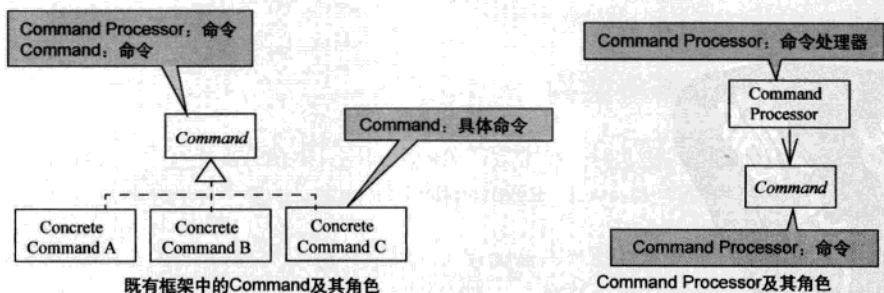 Command Processor：命令
Command：命令
Command
Command：具体命令
Concrete
Command A
Concrete
Command B
Concrete
Command C
既有框架中的Command及其角色
Command Processor：命令处理器
Command
Processor
Command
Command Processor：命令
Command Processor及其角色